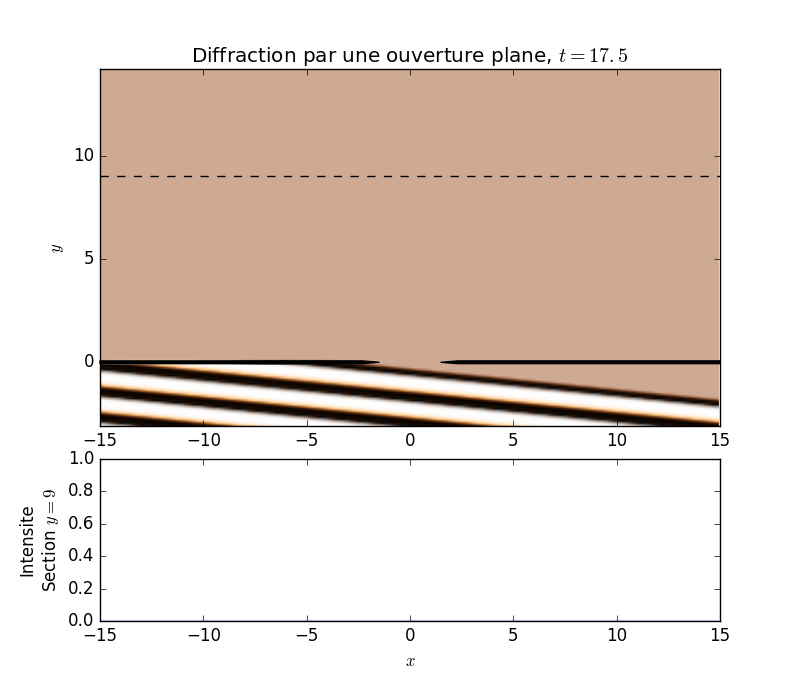 Diffraction par une ouverture plane, t = 17.5
10
5
0
y
−15 −10 −5 0 5 10 15
1.0
0.8
0.6
0.4
0.2
0.0
Intensite
Section y = 9
−15 −10 −5 0 5 10 15
x